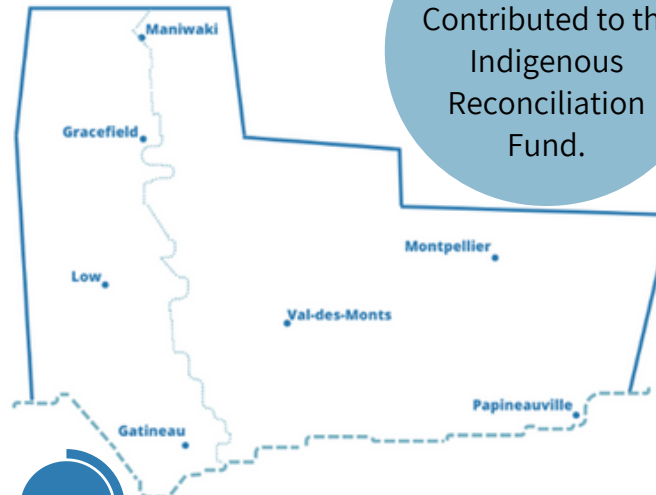 Contributed to th
Indigenous
Reconciliation
Fund.
Maniwaki
Gracefield
Montpellier
Low
Val-des-Monts
Papineauville
Gatineau